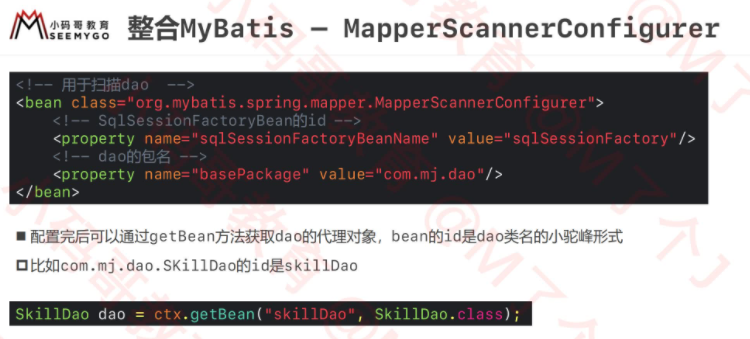 小码哥教育
SEEMYGO
整合MyBatis – MapperScannerConfigurer
<!-- 用于扫描dao  -->
<bean class="org.mybatis.spring.mapper.MapperScannerConfigurer">
    <!-- SqlSessionFactoryBean的id -->
    <property name="sqlSessionFactoryBeanName" value="sqlSessionFactory"/>
    <!-- dao的包名 -->
    <property name="basePackage" value="com.mj.dao"/>
</bean>
■ 配置完后可以通过getBean方法获取dao的代理对象，bean的id是dao类名的小驼峰形式
比如com.mj.dao.SKillDao的id是skillDao
SkillDao dao = ctx.getBean("skillDao", SkillDao.class);